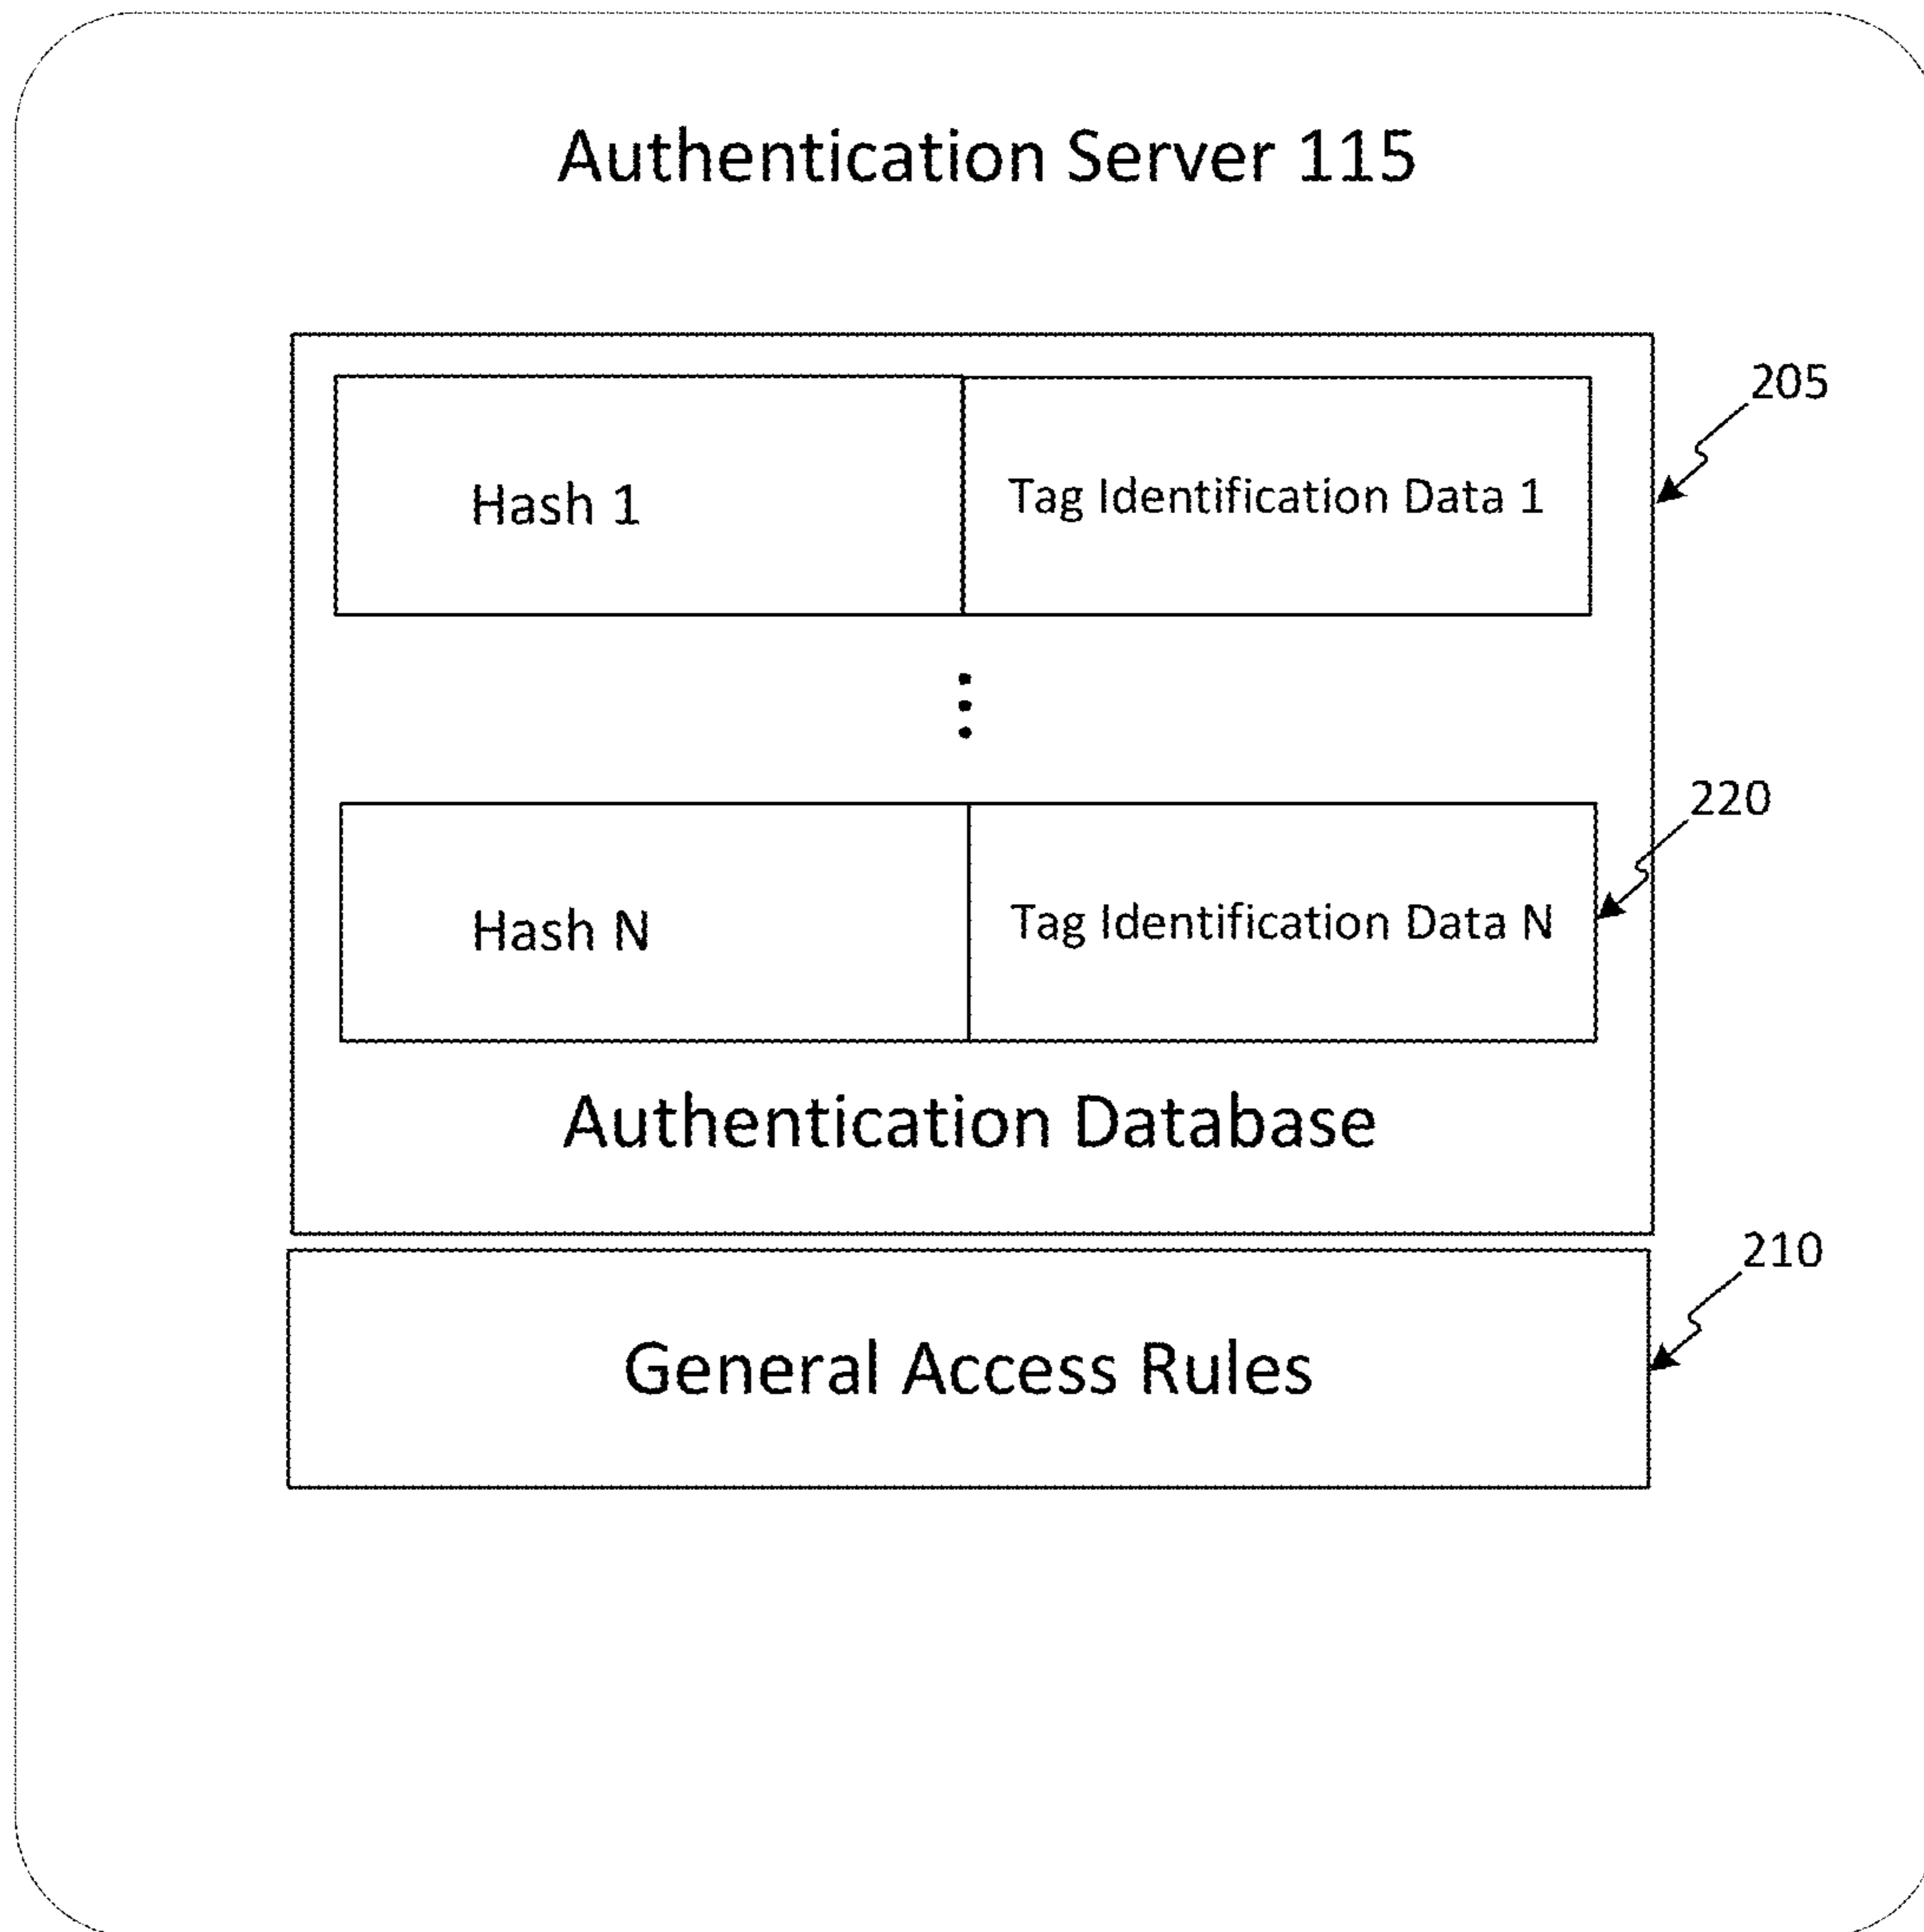 Authentication Server 115
205
Hash 1
Tag Identification Data 1
220
Hash N
Tag Identification Data N
Authentication Database
210
General Access Rules